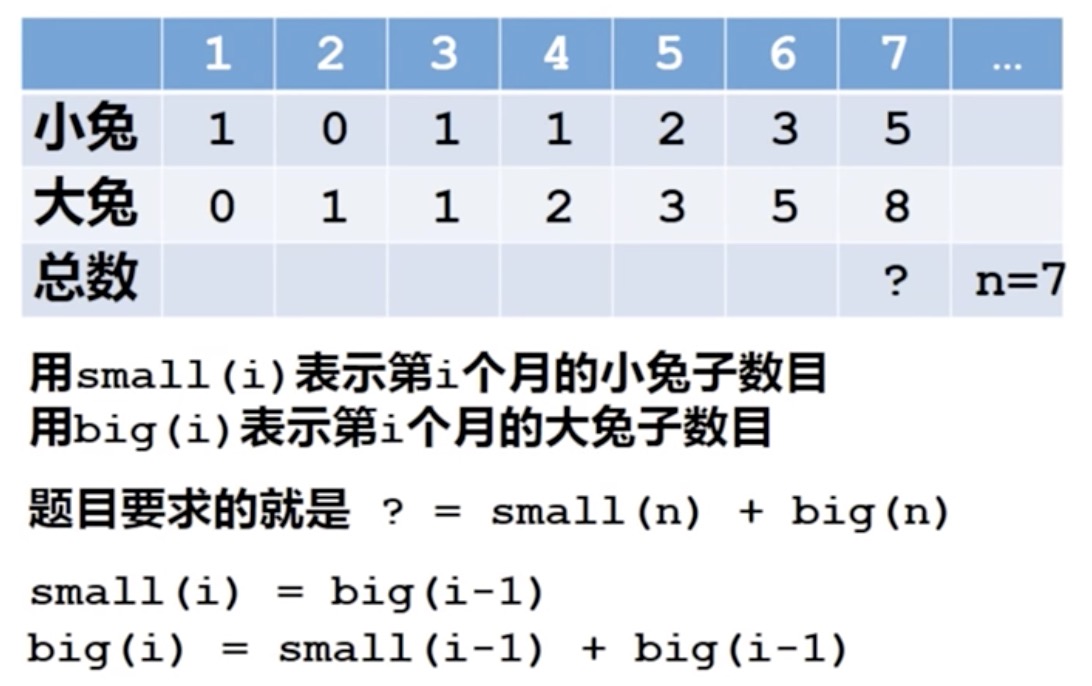 1 2 3 4 5 6 7 …
小兔 1 0 1 1 2 3 5
大兔 0 1 1 2 3 5 8
总数 ? n=7
用small(i)表示第i个月的小兔子数目
用big(i)表示第i个月的大兔子数目
题目要求的就是 ? = small(n) + big(n)
small(i) = big(i-1)
big(i) = small(i-1) + big(i-1)